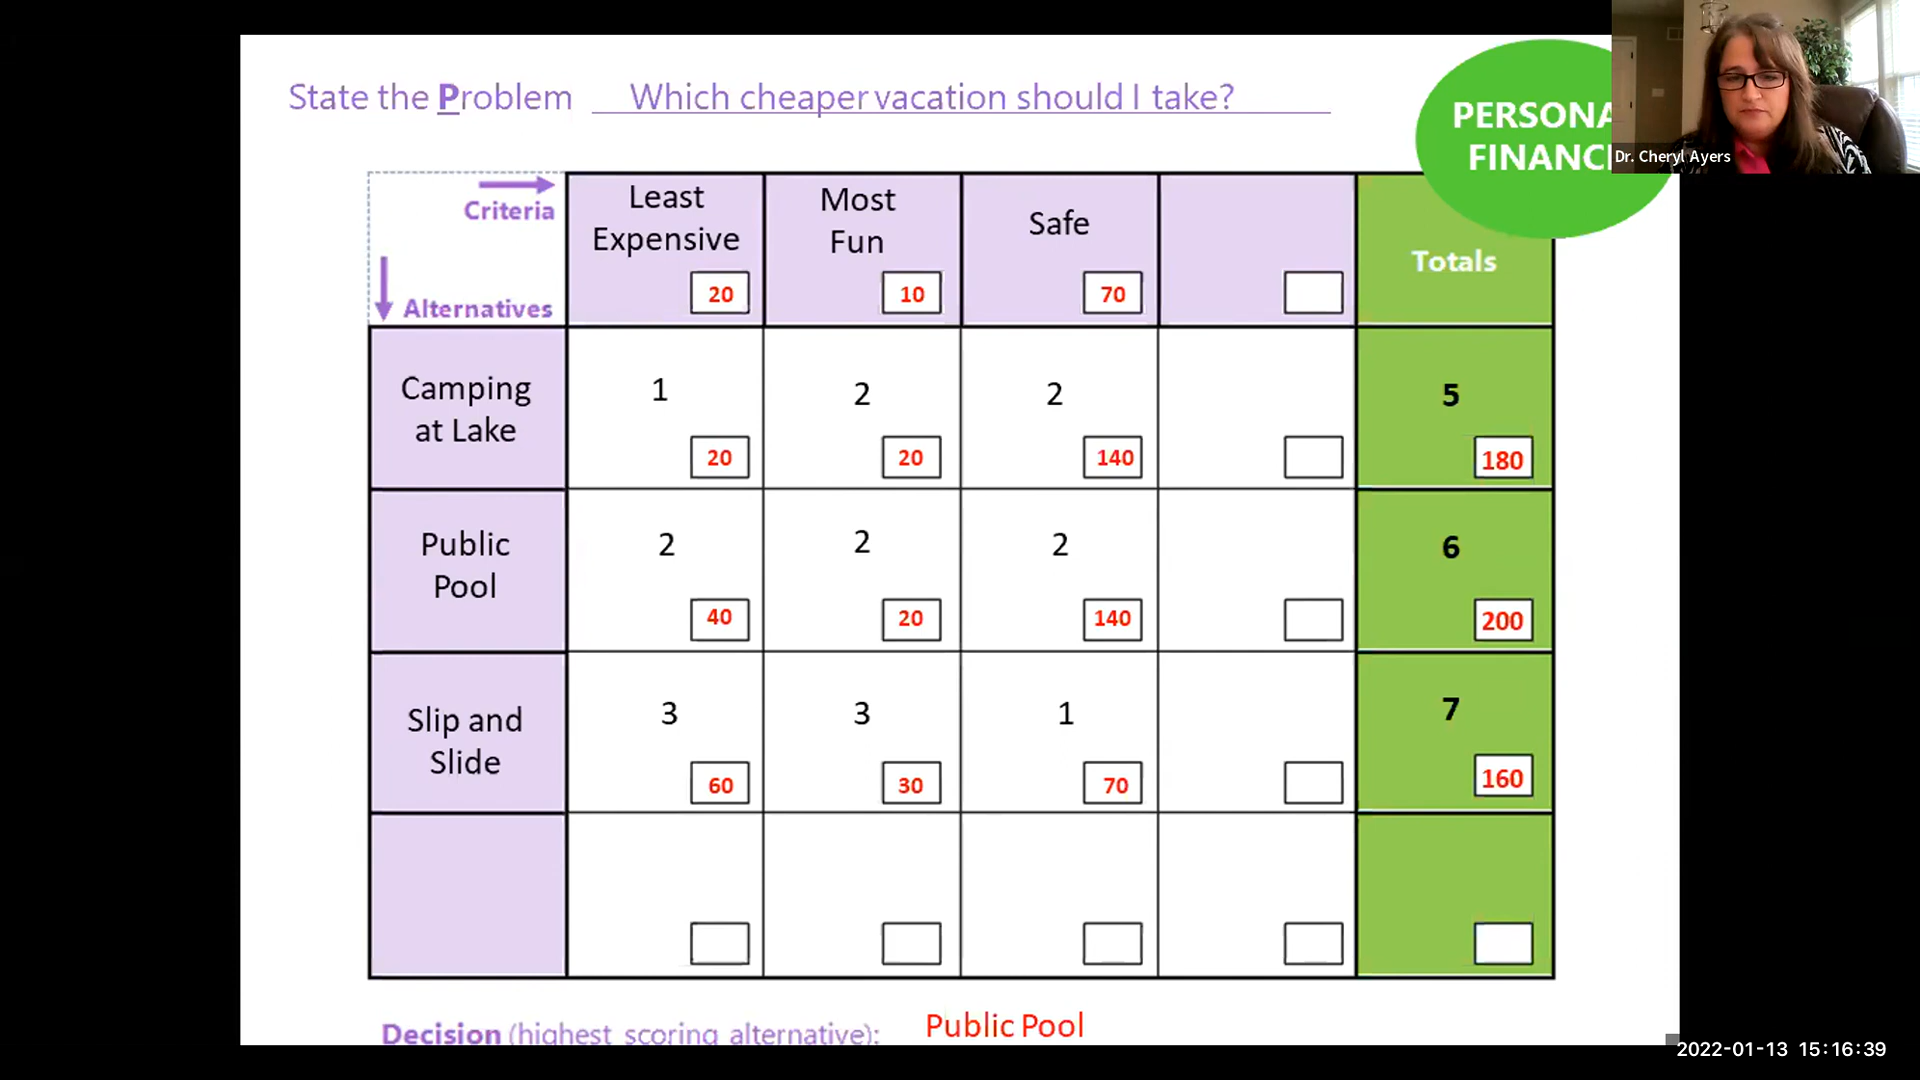 State the Problem Which cheaper vacation should I take?
PERSONA
FINANC
Dr. Cheryl Ayers
Criteria
Alternatives
Least
Expensive
20
Most
Fun
10
Safe
70
Totals
Camping
at Lake
1
20
2
20
2
140
5
180
Public
Pool
2
40
2
20
2
140
6
200
Slip and
Slide
3
60
3
30
1
70
7
160
Decision (highest scoring alternative): Public Pool
2022-01-13 15:16:39